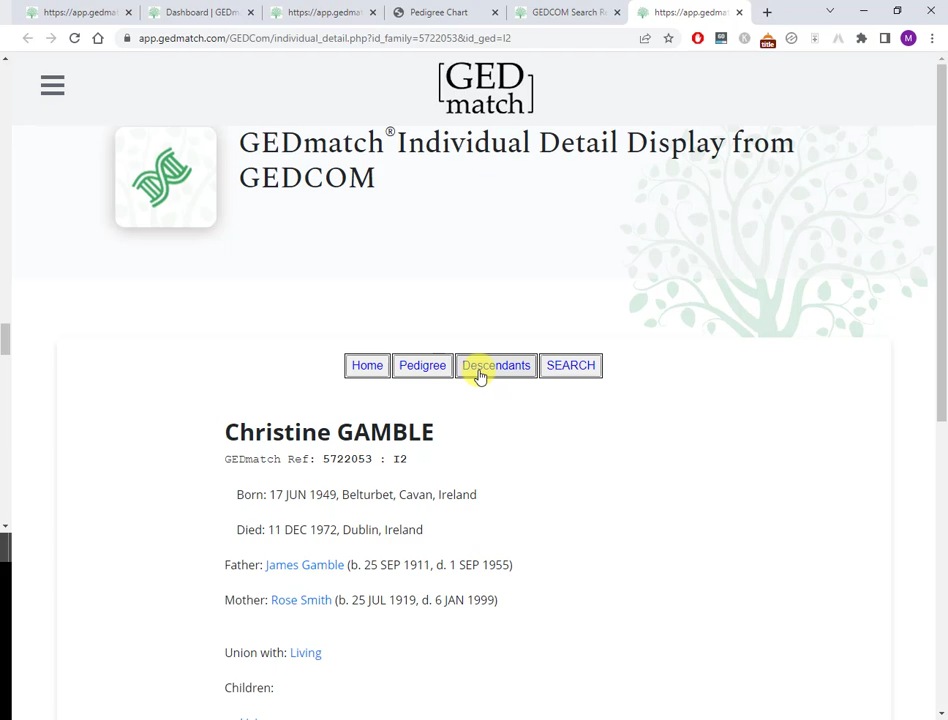 https://app.gedmat
Dashboard | GEDm
https://app.gedmat
Pedigree Chart
GEDCOM Search Re
https://app.gedmat
app.gedmatch.com/GEDCom/individual_detail.php?id_family=5722053&id_ged=I2
title
M
GED
match
GEDmatch®Individual Detail Display from
GEDCOM
Home Pedigree Descendants SEARCH
Christine GAMBLE
GEDmatch Ref: 5722053 : I2
Born: 17 JUN 1949, Belturbet, Cavan, Ireland
Died: 11 DEC 1972, Dublin, Ireland
Father: James Gamble (b. 25 SEP 1911, d. 1 SEP 1955)
Mother: Rose Smith (b. 25 JUL 1919, d. 6 JAN 1999)
Union with: Living
Children: